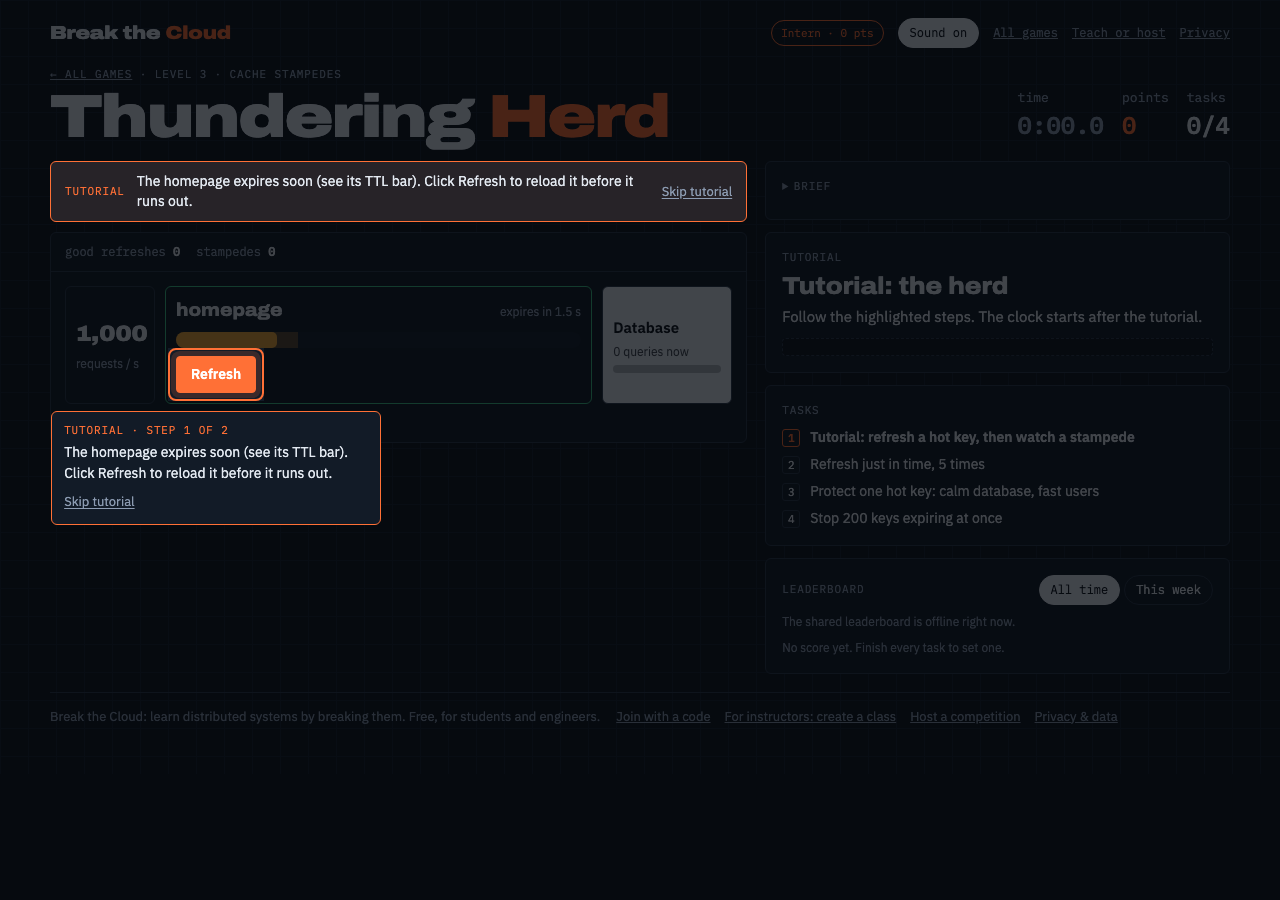 Break the Cloud
Intern · 0 pts
Sound on
All games
Teach or host
Privacy
← ALL GAMES · LEVEL 3 · CACHE STAMPEDES
Thundering Herd
time
0:00.0
points
0
tasks
0/4
TUTORIAL
The homepage expires soon (see its TTL bar). Click Refresh to reload it before it
runs out.
Skip tutorial
good refreshes 0 stampedes 0
1,000
requests / s
homepage
expires in 1.5 s
Refresh
Database
0 queries now
TUTORIAL · STEP 1 OF 2
The homepage expires soon (see its TTL bar).
Click Refresh to reload it before it runs out.
Skip tutorial
▶ BRIEF
TUTORIAL
Tutorial: the herd
Follow the highlighted steps. The clock starts after the tutorial.
TASKS
1 Tutorial: refresh a hot key, then watch a stampede
2 Refresh just in time, 5 times
3 Protect one hot key: calm database, fast users
4 Stop 200 keys expiring at once
LEADERBOARD
All time
This week
The shared leaderboard is offline right now.
No score yet. Finish every task to set one.
Break the Cloud: learn distributed systems by breaking them. Free, for students and engineers.
Join with a code
For instructors: create a class
Host a competition
Privacy & data